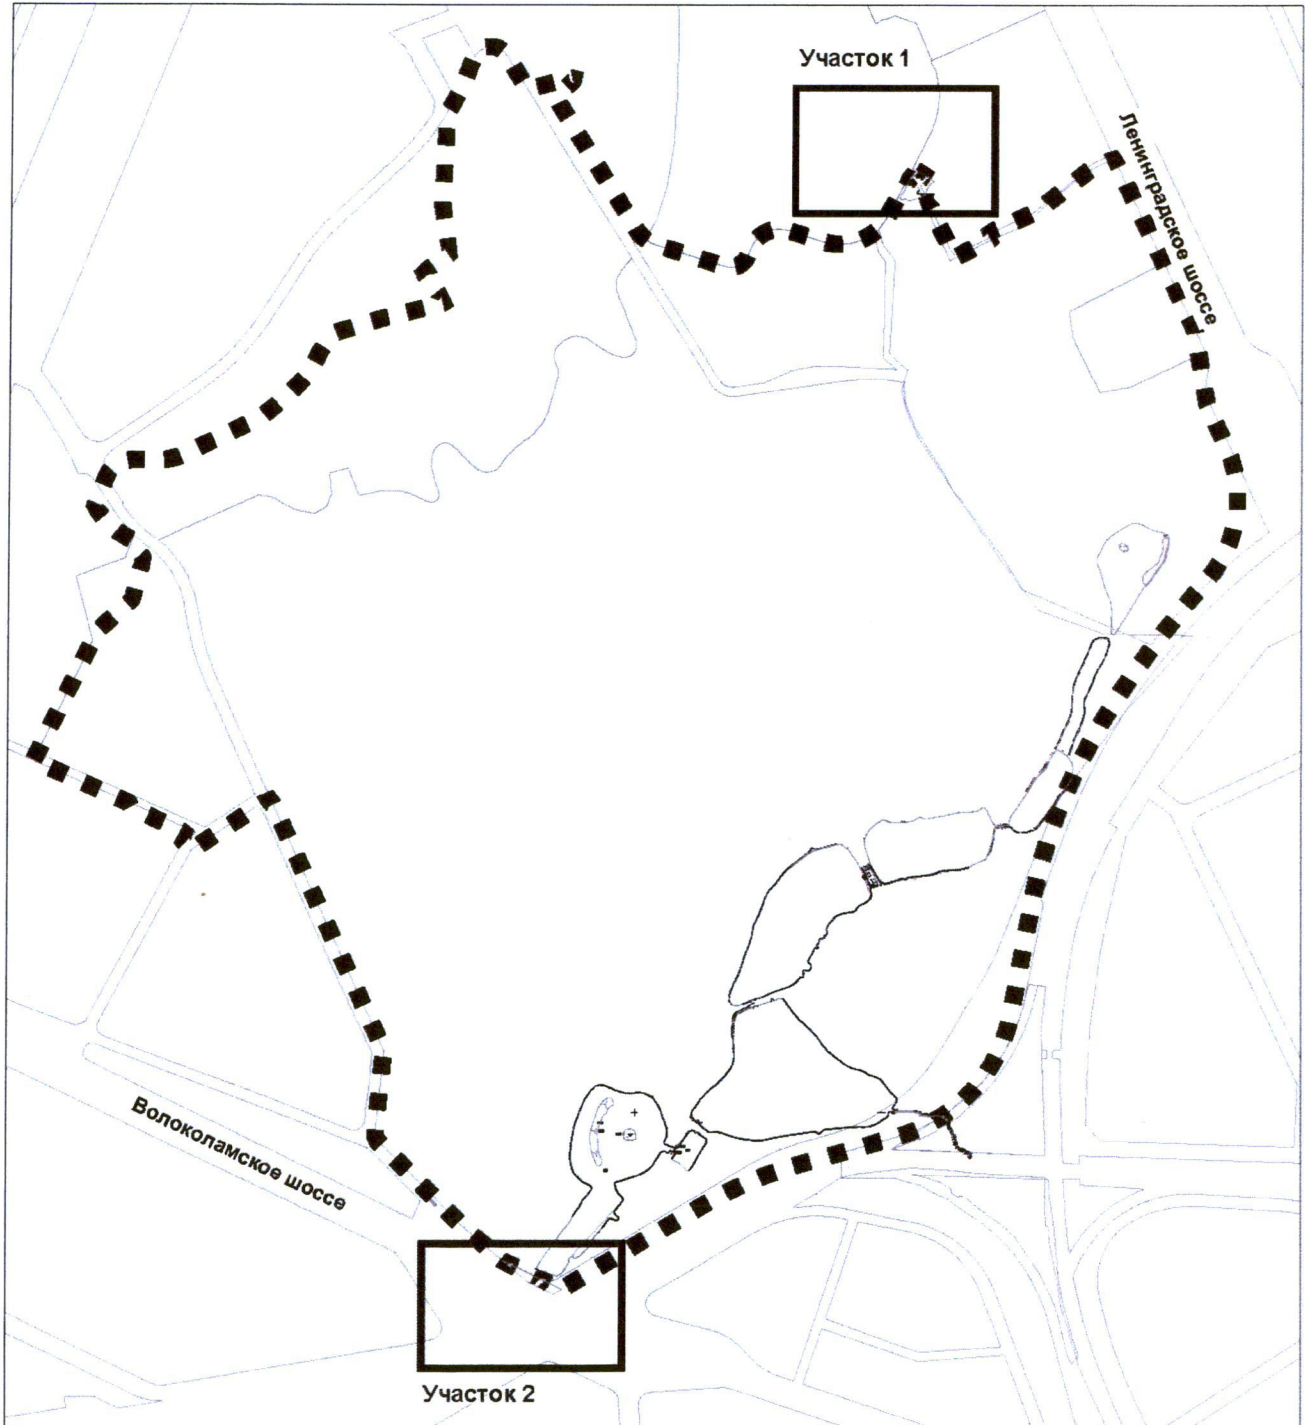 Участок 1
Ленинградское шоссе
Волоколамское шоссе
Участок 2